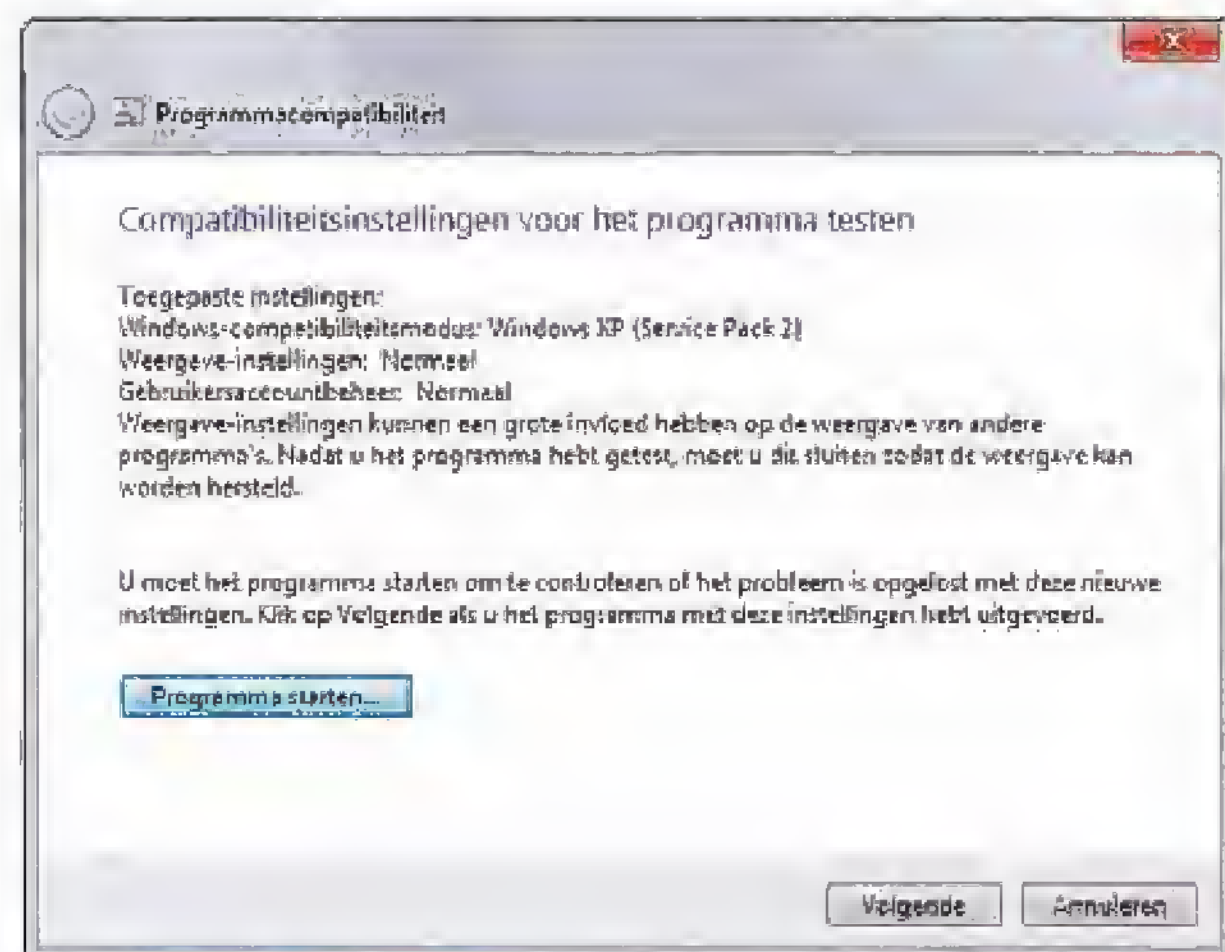 Programmacompatibiliteit
Compatibiliteitsinstellingen voor het programma testen
Toegepaste instellingen:
Windows-compatibiliteitsmodus: Windows XP (Service Pack 2)
Weergave-instellingen: Normaal
Gebruikersaccountbeheer: Normaal
Weergave-instellingen kunnen een grote invloed hebben op de weergave van andere
programma's. Nadat u het programma hebt getest, moet u dit sluiten zodat de weergave kan
worden hersteld.
U moet het programma starten om te controleren of het probleem is opgelost met deze nieuwe
instellingen. Klik op Volgende als u het programma met deze instellingen hebt uitgevoerd.
Programma starten...
Volgende
Annuleren